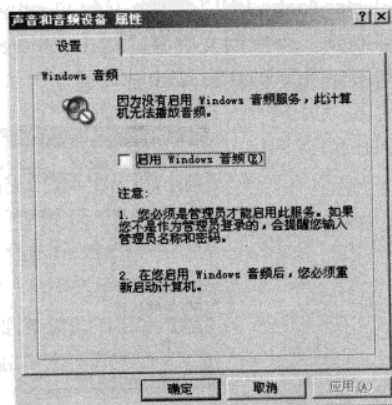 声音和音频设备 属性
设置
Windows 音频
因为没有启用 Windows 音频服务，此计算
机无法播放音频。
启用 Windows 音频(E)
注意:
1. 您必须是管理员才能启用此服务。如果
您不是作为管理员登录的，会提醒您输入
管理员名称和密码。
2. 在您启用 Windows 音频后，您必须重
新启动计算机。
确定 取消 应用(A)